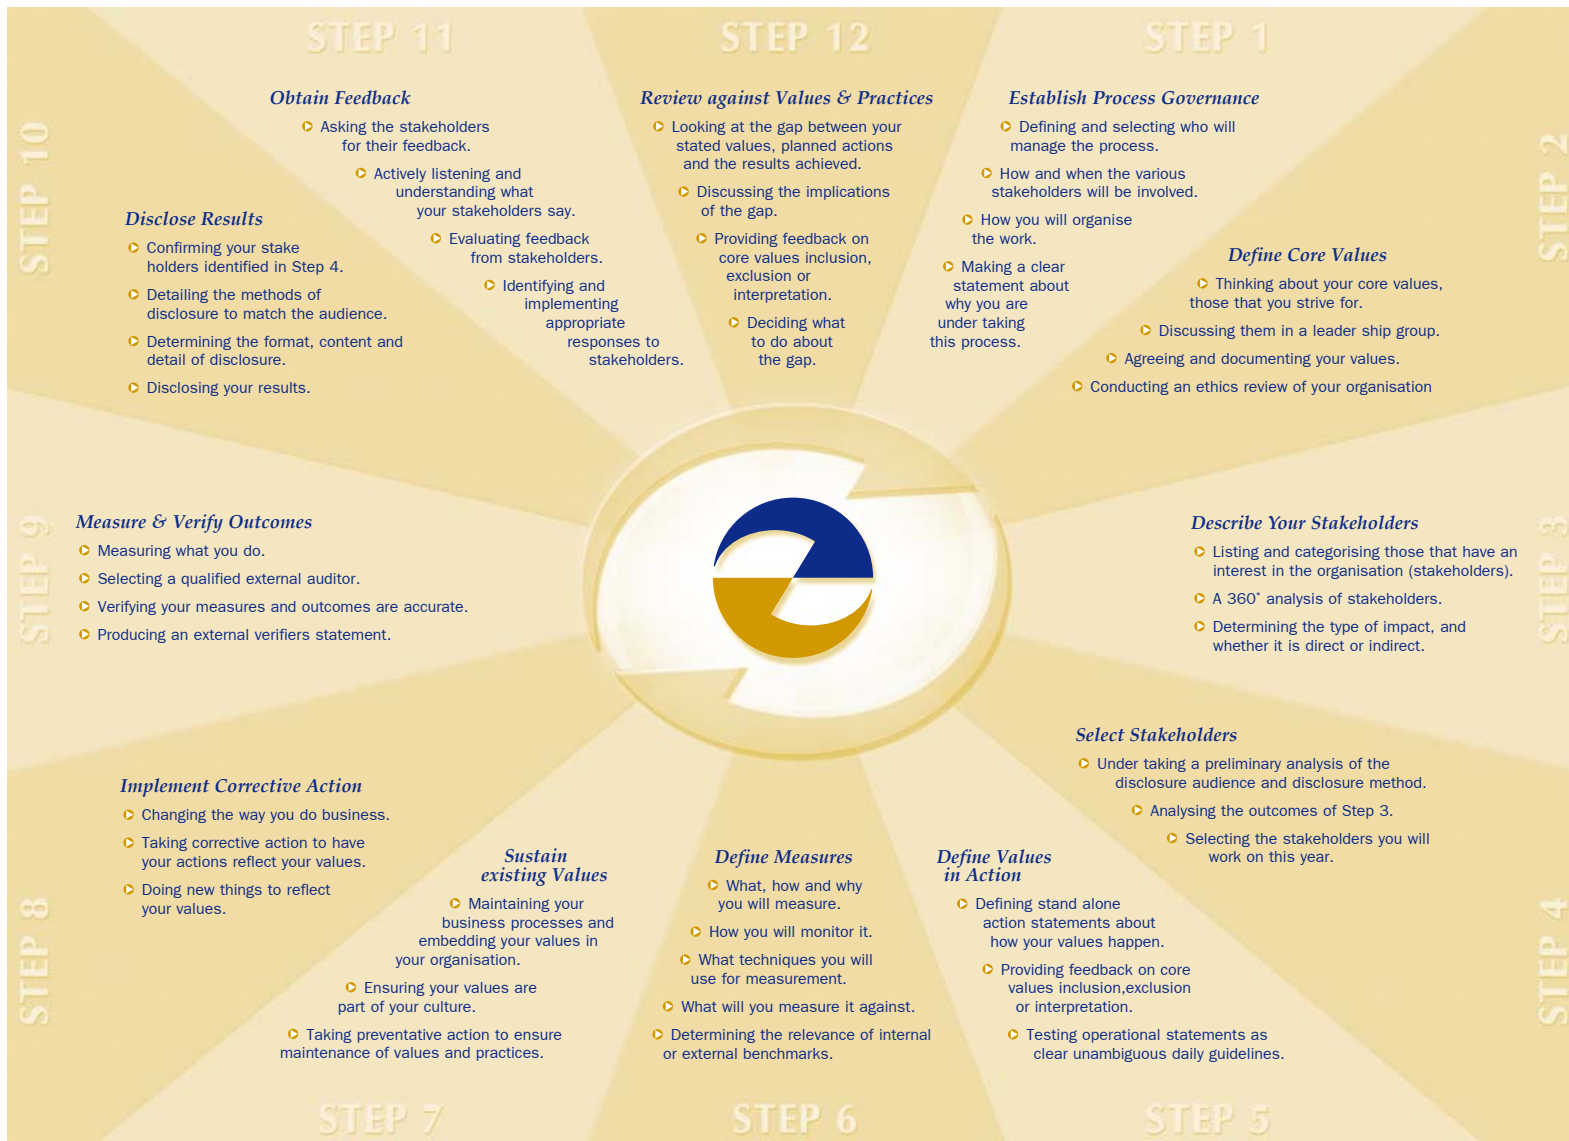 STEP 1
Establish Process Governance
Defining and selecting who will
manage the process.
How and when the various
stakeholders will be involved.
How you will organise
the work.
Making a clear
statement about
why you are
under taking
this process.
STEP 2
Define Core Values
Thinking about your core values,
those that you strive for.
Discussing them in a leader ship group.
Agreeing and documenting your values.
Conducting an ethics review of your organisation
STEP 3
Describe Your Stakeholders
Listing and categorising those that have an
interest in the organisation (stakeholders).
A 360˚ analysis of stakeholders.
Determining the type of impact, and
whether it is direct or indirect.
STEP 4
Select Stakeholders
Under taking a preliminary analysis of the
disclosure audience and disclosure method.
Analysing the outcomes of Step 3.
Selecting the stakeholders you will
work on this year.
STEP 5
Define Values
in Action
Defining stand alone
action statements about
how your values happen.
Providing feedback on core
values inclusion,exclusion
or interpretation.
Testing operational statements as
clear unambiguous daily guidelines.
STEP 6
Define Measures
What, how and why
you will measure.
How you will monitor it.
What techniques you will
use for measurement.
What will you measure it against.
Determining the relevance of internal
or external benchmarks.
STEP 7
Sustain
existing Values
Maintaining your
business processes and
embedding your values in
your organisation.
Ensuring your values are
part of your culture.
Taking preventative action to ensure
maintenance of values and practices.
STEP 8
Implement Corrective Action
Changing the way you do business.
Taking corrective action to have
your actions reflect your values.
Doing new things to reflect
your values.
STEP 9
Measure & Verify Outcomes
Measuring what you do.
Selecting a qualified external auditor.
Verifying your measures and outcomes are accurate.
Producing an external verifiers statement.
STEP 10
Disclose Results
Confirming your stake
holders identified in Step 4.
Detailing the methods of
disclosure to match the audience.
Determining the format, content and
detail of disclosure.
Disclosing your results.
STEP 11
Obtain Feedback
Asking the stakeholders
for their feedback.
Actively listening and
understanding what
your stakeholders say.
Evaluating feedback
from stakeholders.
Identifying and
implementing
appropriate
responses to
stakeholders.
STEP 12
Review against Values & Practices
Looking at the gap between your
stated values, planned actions
and the results achieved.
Discussing the implications
of the gap.
Providing feedback on
core values inclusion,
exclusion or
interpretation.
Deciding what
to do about
the gap.